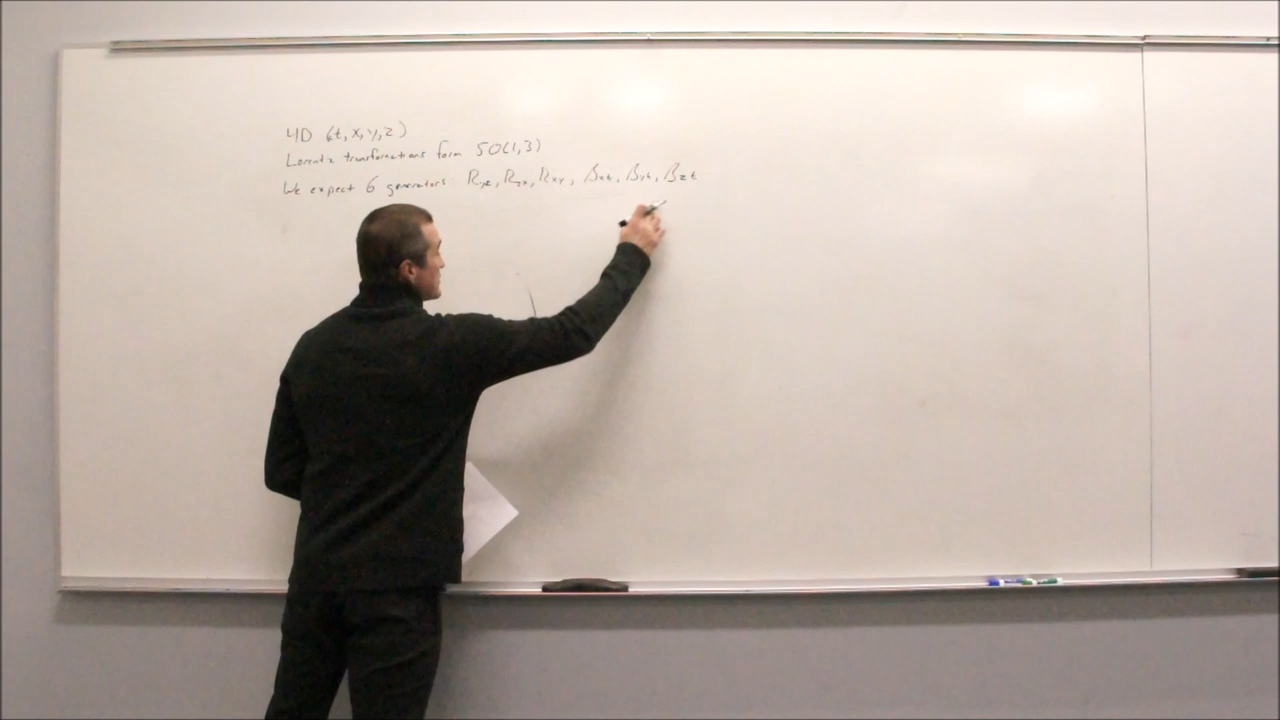 4D (t,x,y,z)
Lorentz transformations form SO(1,3)
We expect 6 generators: Ryz, Rzx, Rxy, Bxt, Byt, Bzt